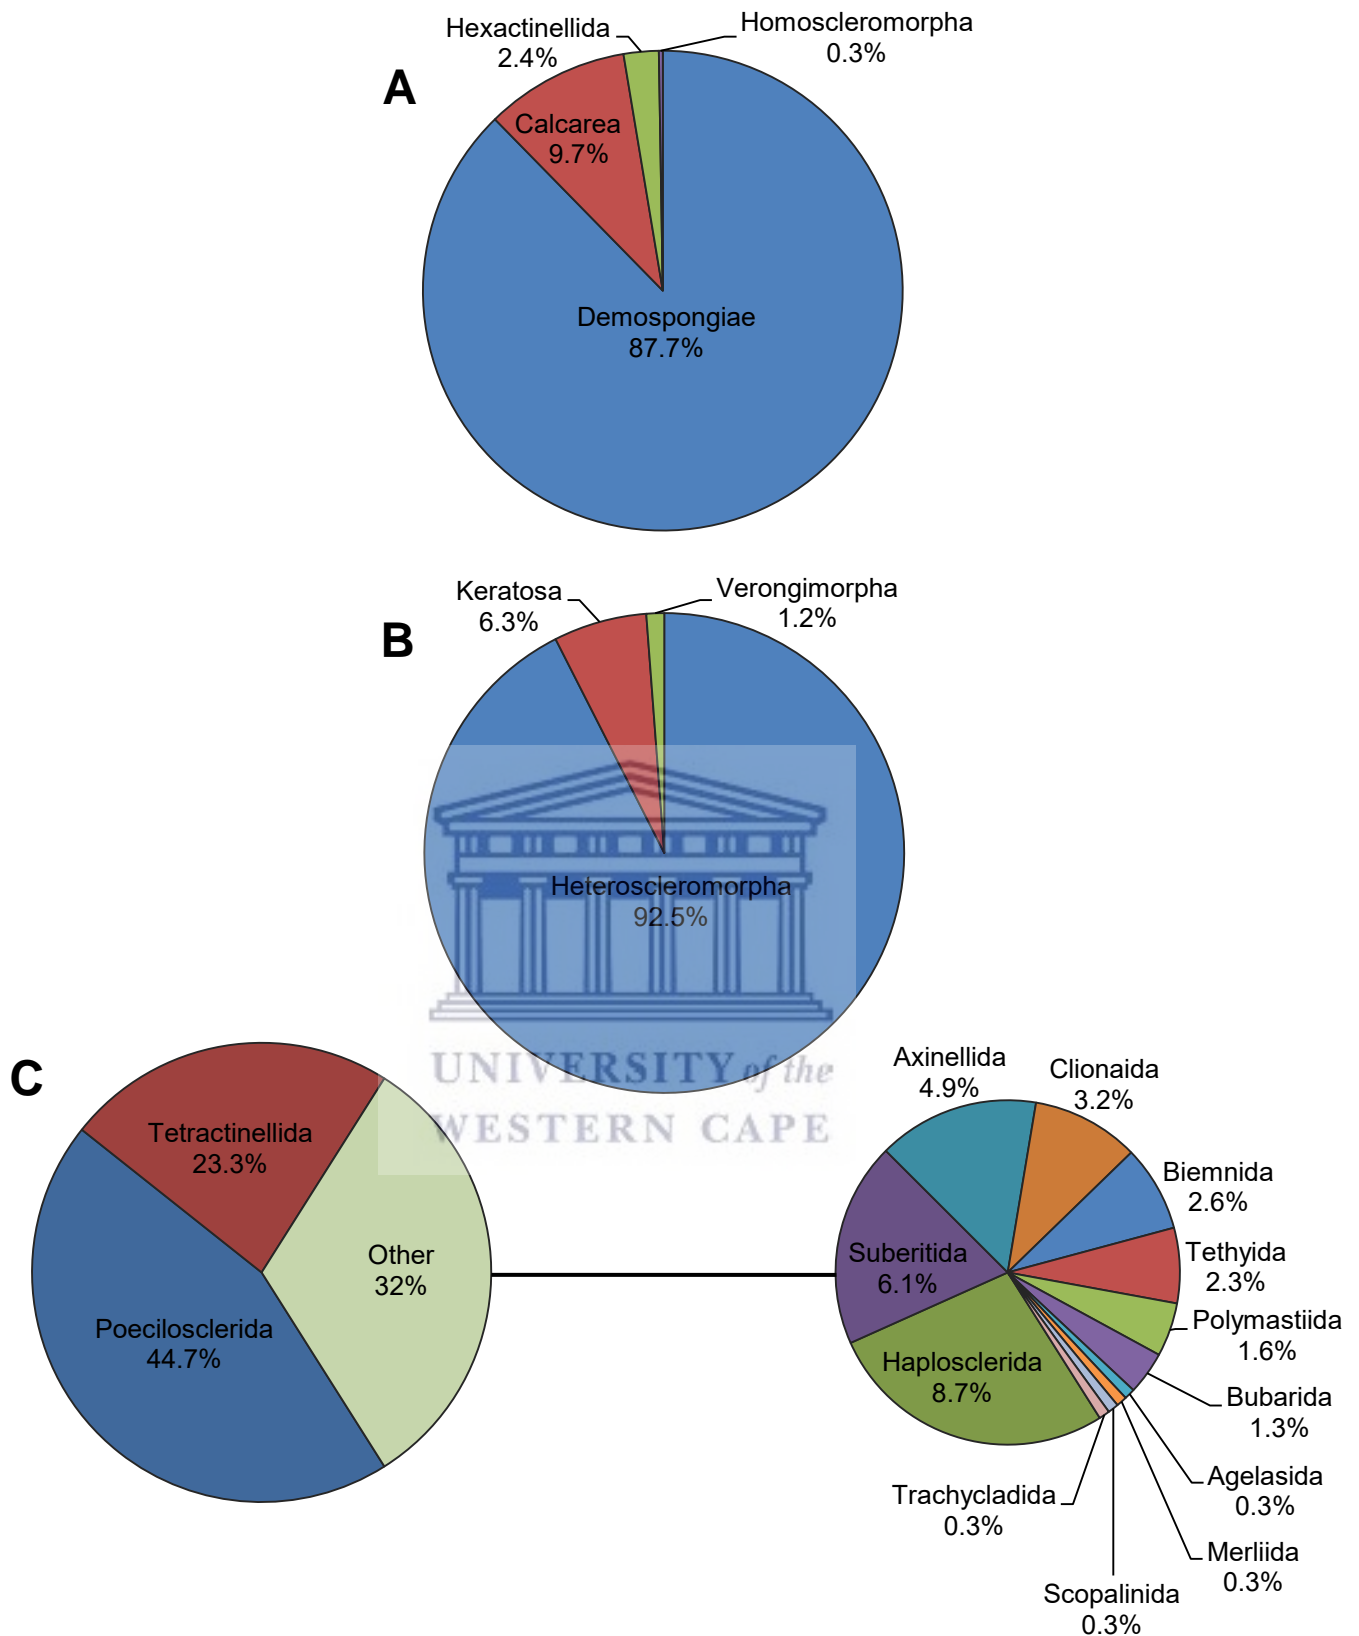 A
Hexactinellida
2.4%
Homoscleromorpha
0.3%
Calcarea
9.7%
Demospongiae
87.7%
B
Keratosa
6.3%
Verongimorpha
1.2%
Heteroscleromorpha
92.5%
UNIVERSITY of the
WESTERN CAPE
C
Tetractinellida
23.3%
Other
32%
Poecilosclerida
44.7%
Axinellida
4.9%
Clionaida
3.2%
Biemnida
2.6%
Tethyida
2.3%
Polymastiida
1.6%
Bubarida
1.3%
Agelasida
0.3%
Merliida
0.3%
Scopalinida
0.3%
Trachycladida
0.3%
Haplosclerida
8.7%
Suberitida
6.1%